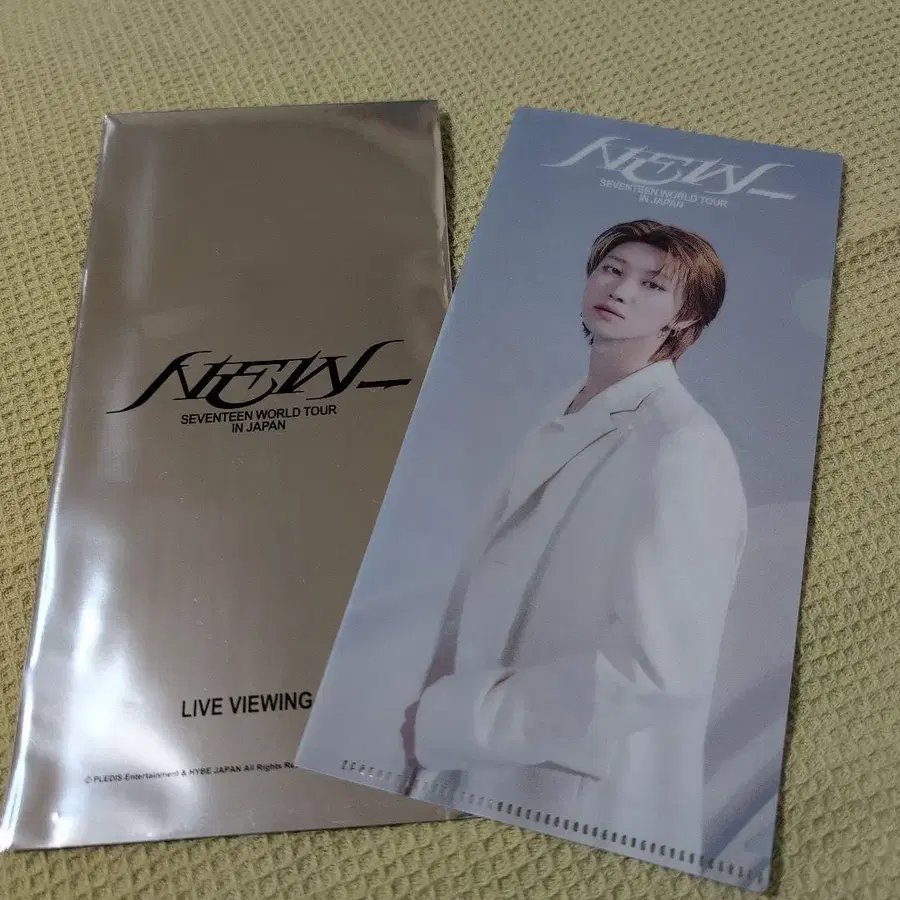 NEW_
SEVENTEEN WORLD TOUR
IN JAPAN
LIVE VIEWING
© PLEDIS Entertainment & HYBE JAPAN All Rights
NEW_
SEVENTEEN WORLD TOUR
IN JAPAN